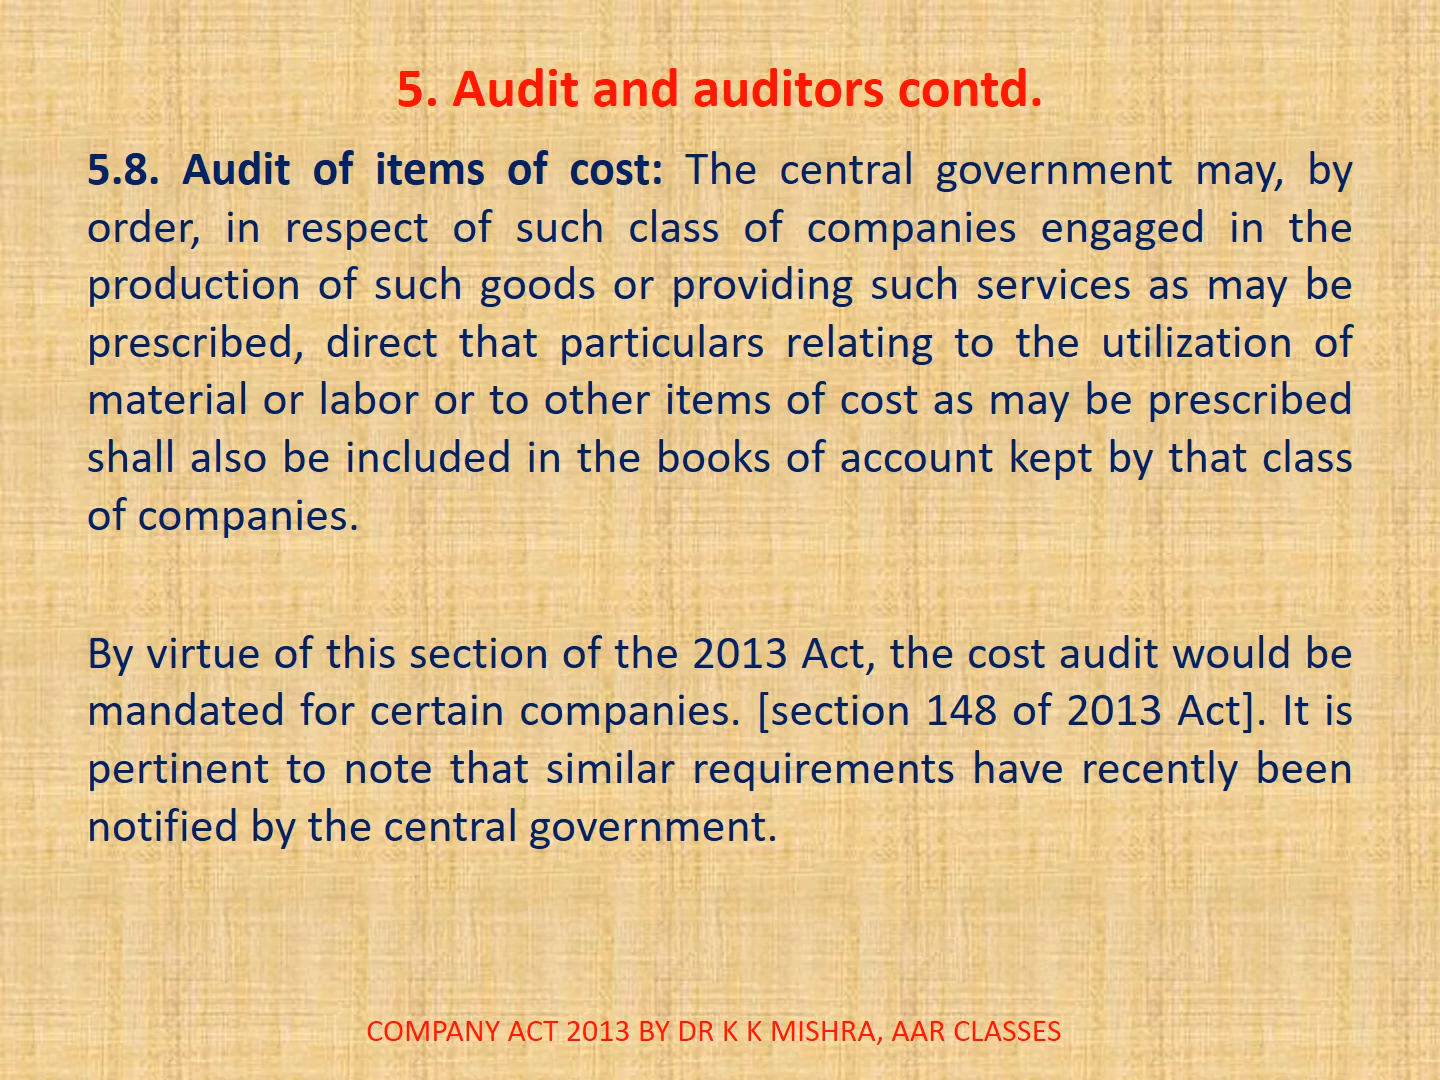 5. Audit and auditors contd.
5.8. Audit of items of cost: The central government may, by
order, in respect of such class of companies engaged in the
production of such goods or providing such services as may be
prescribed, direct that particulars relating to the utilization of
material or labor or to other items of cost as may be prescribed
shall also be included in the books of account kept by that class
of companies.
By virtue of this section of the 2013 Act, the cost audit would be
mandated for certain companies. [section 148 of 2013 Act]. It is
pertinent to note that similar requirements have recently been
notified by the central government.
COMPANY ACT 2013 BY DR K K MISHRA, AAR CLASSES